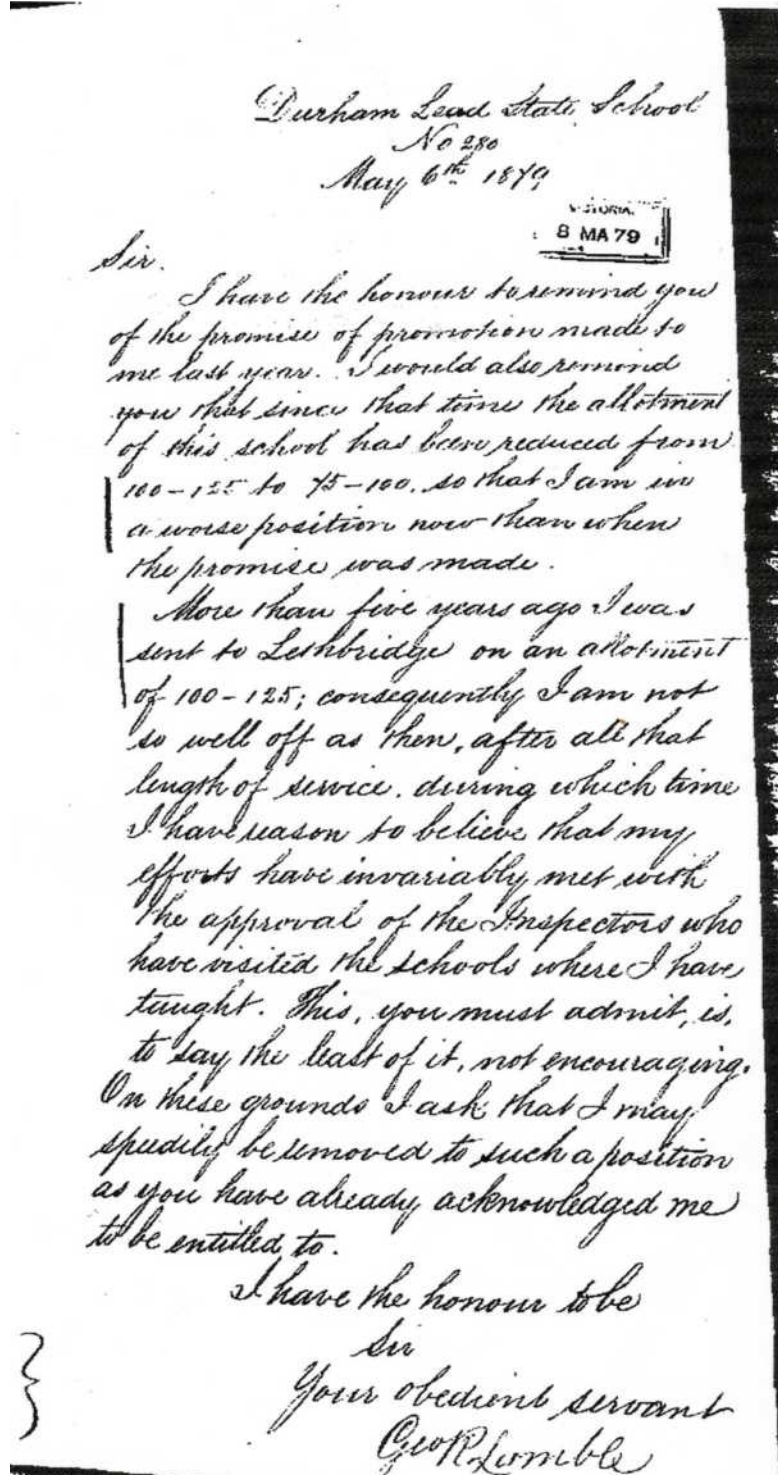 Durham Lead State School
No 280
May 6th 1879
VICTORIA.
8 MA 79
Sir.
I have the honour to remind you
of the promise of promotion made to
me last year. I would also remind
you that since that time the allotment
of this school has been reduced from
100-125 to 75-100, so that I am in
a worse position now than when
the promise was made.
More than five years ago I was
sent to Lethbridge on an allotment
of 100-125; consequently I am not
so well off as then, after all that
length of service, during which time
I have reason to believe that my
efforts have invariably met with
the approval of the Inspectors who
have visited the schools where I have
taught. This, you must admit, is,
to say the least of it, not encouraging.
On these grounds I ask that I may
speedily be removed to such a position
as you have already acknowledged me
to be entitled to.
I have the honour to be
Sir
Your obedient servant
Geo R. Lumble